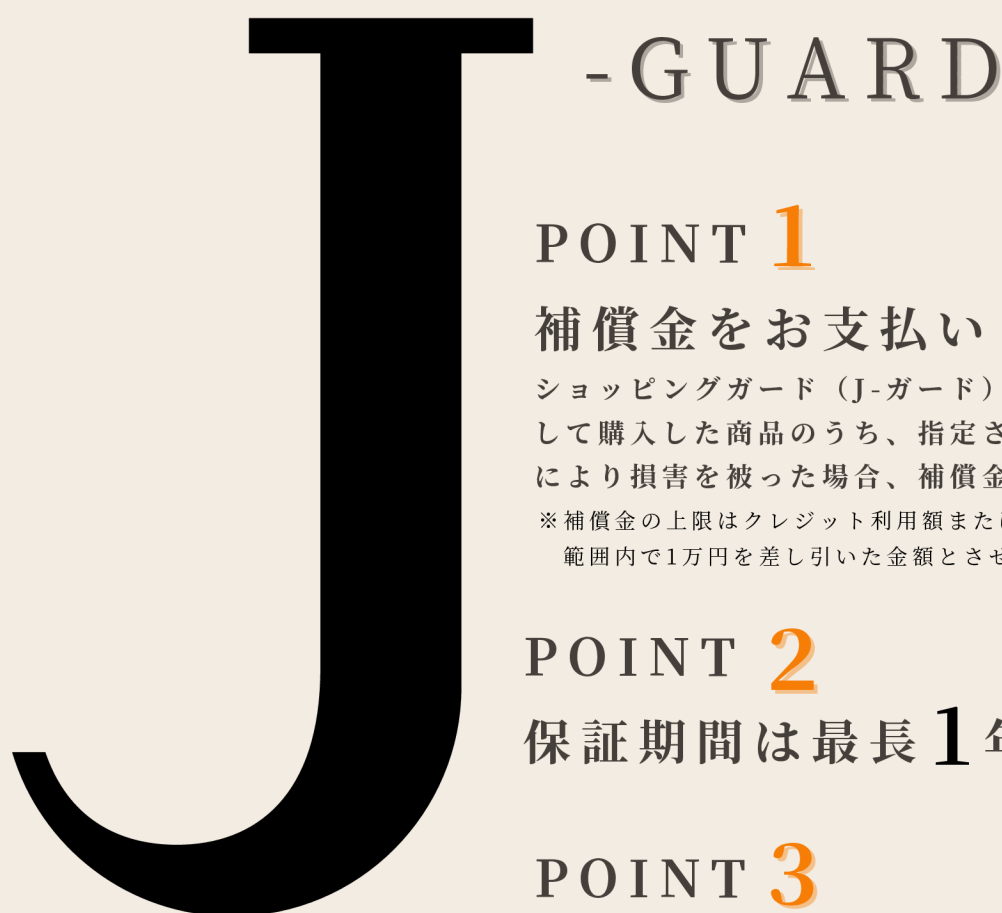 J-GUARD
POINT 1
補償金をお支払い
ショッピングガード（J-ガード）
して購入した商品のうち、指定さ
により損害を被った場合、補償金
※補償金の上限はクレジット利用額また
範囲内で1万円を差し引いた金額とさせ
POINT 2
保証期間は最長1年
POINT 3